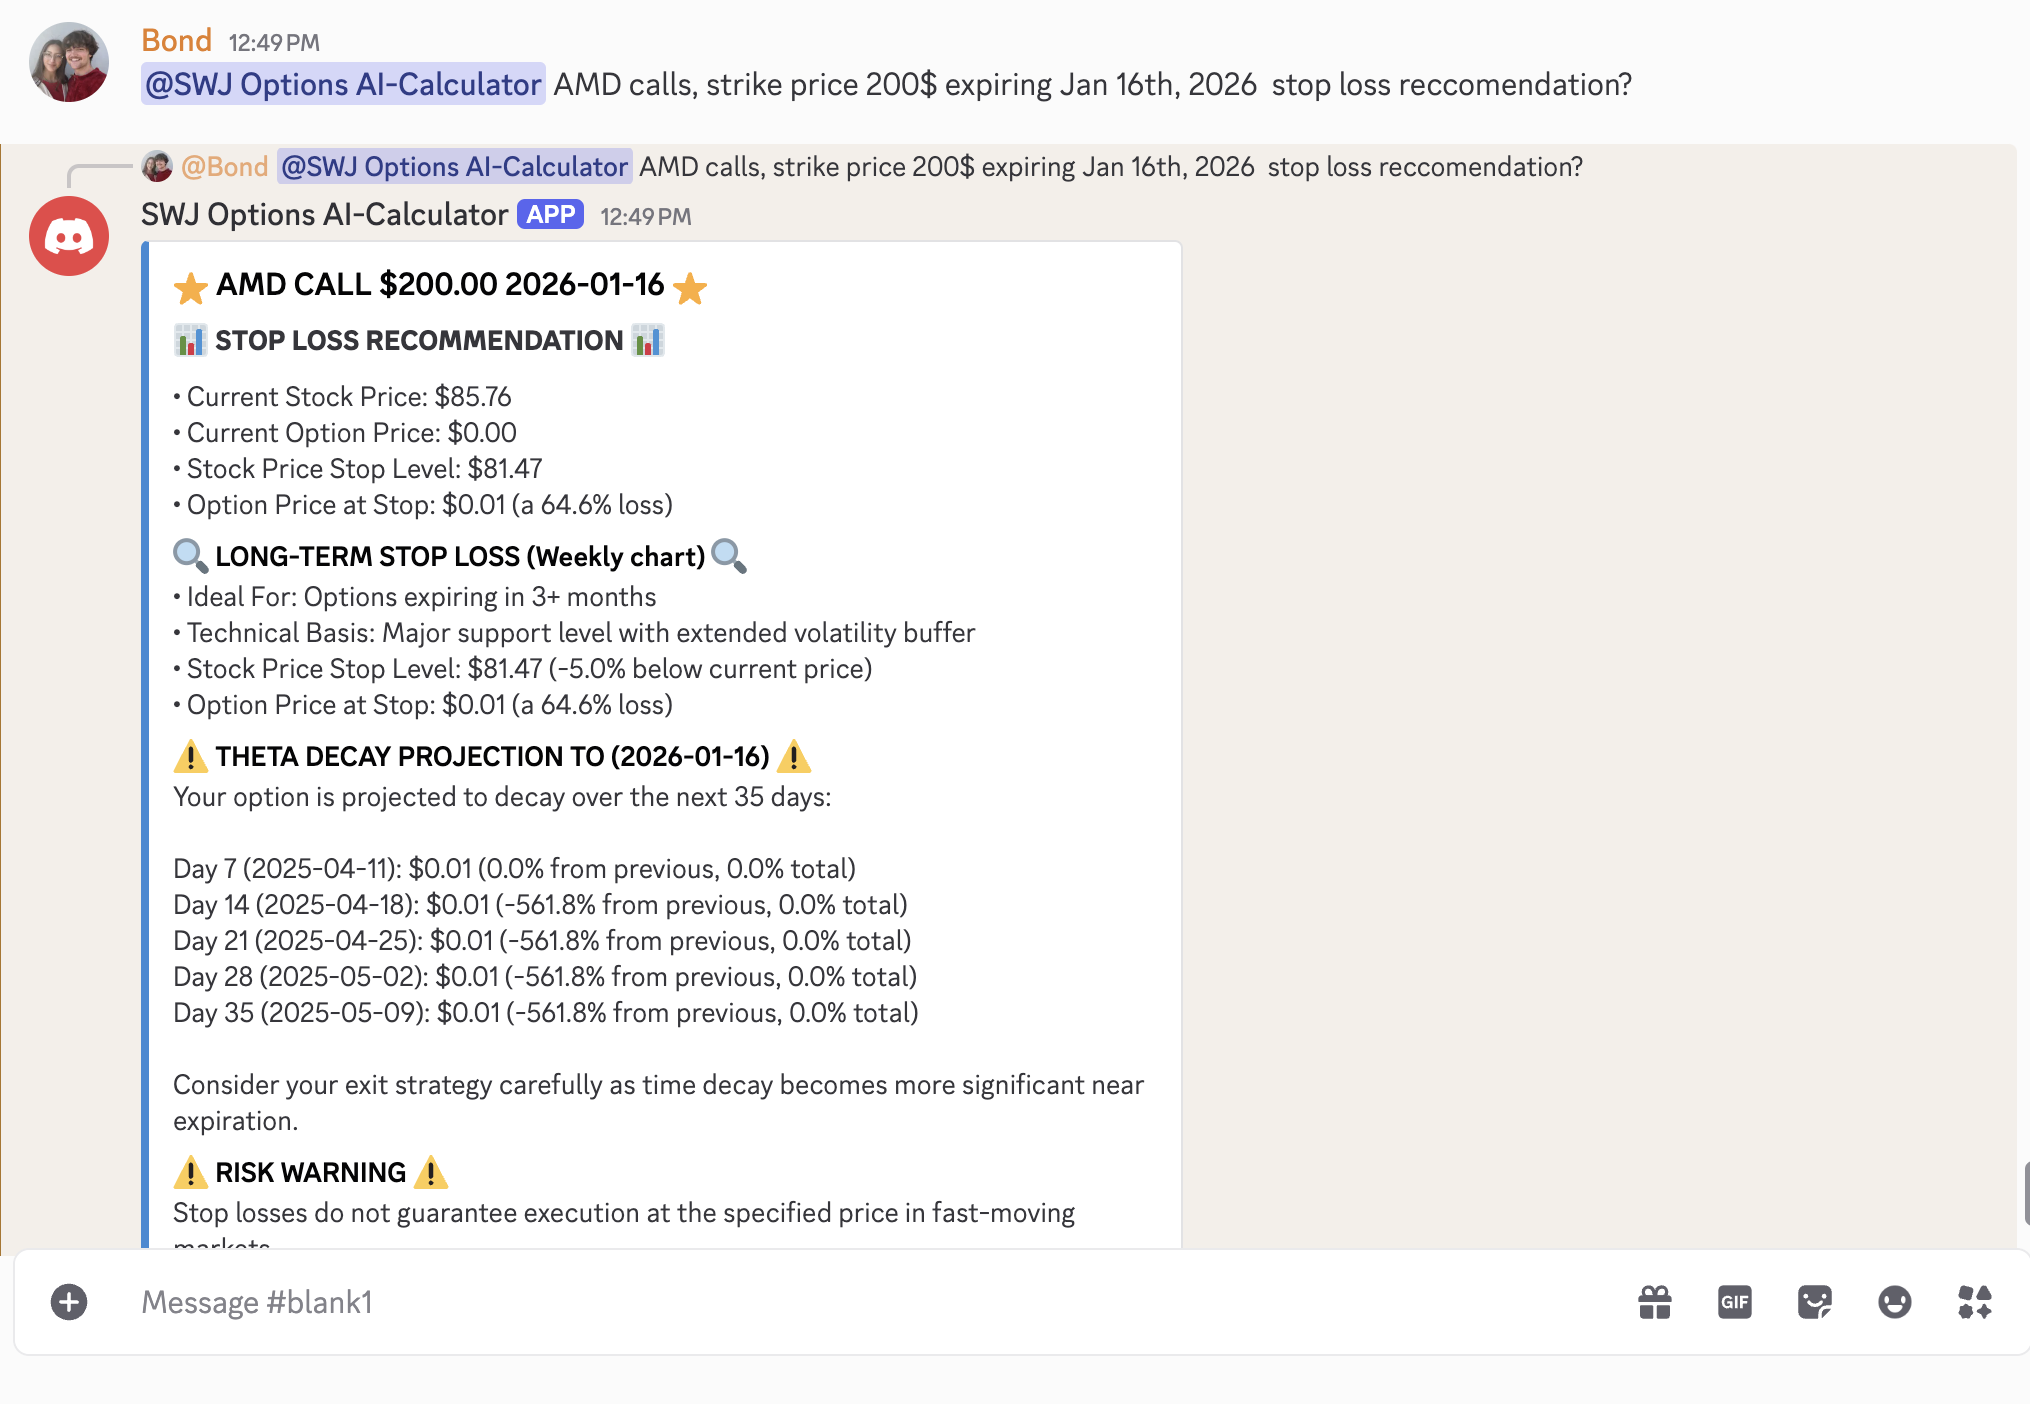 Bond 12:49 PM
@SWJ Options AI-Calculator AMD calls, strike price 200$ expiring Jan 16th, 2026 stop loss reccomendation?
@Bond @SWJ Options AI-Calculator AMD calls, strike price 200$ expiring Jan 16th, 2026 stop loss reccomendation?
SWJ Options AI-Calculator APP 12:49 PM
AMD CALL $200.00 2026-01-16
STOP LOSS RECOMMENDATION
• Current Stock Price: $85.76
• Current Option Price: $0.00
• Stock Price Stop Level: $81.47
• Option Price at Stop: $0.01 (a 64.6% loss)
LONG-TERM STOP LOSS (Weekly chart)
• Ideal For: Options expiring in 3+ months
• Technical Basis: Major support level with extended volatility buffer
• Stock Price Stop Level: $81.47 (-5.0% below current price)
• Option Price at Stop: $0.01 (a 64.6% loss)
THETA DECAY PROJECTION TO (2026-01-16)
Your option is projected to decay over the next 35 days:
Day 7 (2025-04-11): $0.01 (0.0% from previous, 0.0% total)
Day 14 (2025-04-18): $0.01 (-561.8% from previous, 0.0% total)
Day 21 (2025-04-25): $0.01 (-561.8% from previous, 0.0% total)
Day 28 (2025-05-02): $0.01 (-561.8% from previous, 0.0% total)
Day 35 (2025-05-09): $0.01 (-561.8% from previous, 0.0% total)
Consider your exit strategy carefully as time decay becomes more significant near
expiration.
RISK WARNING
Stop losses do not guarantee execution at the specified price in fast-moving
markets.
Message #blank1
GIF